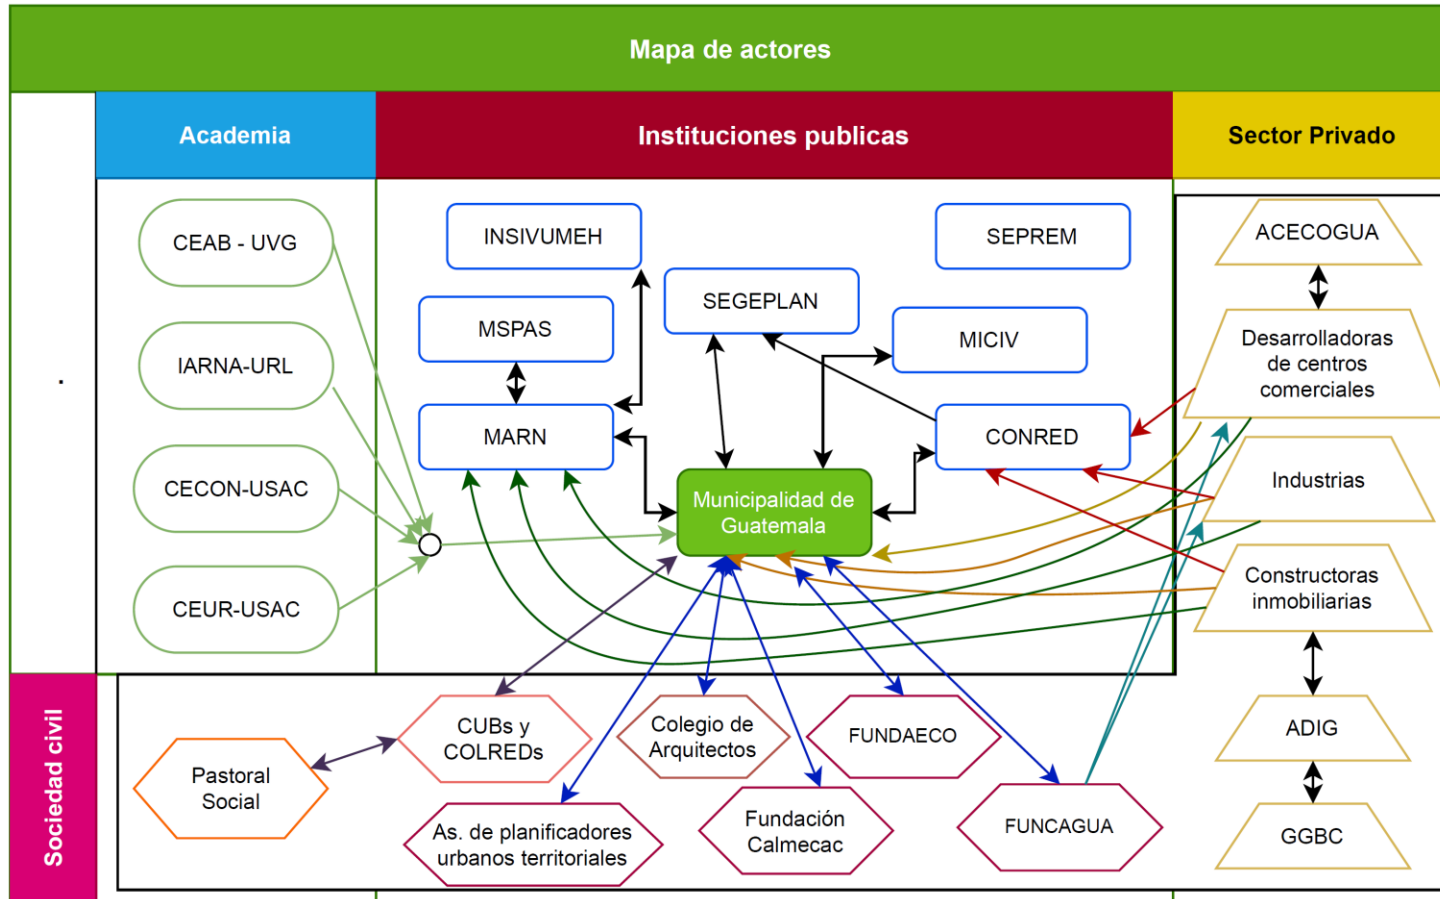 Mapa de actores
Academia
Instituciones publicas
Sector Privado
CEAB - UVG
INSIVUMEH
SEPREM
ACECOGUA
SEGEPLAN
MSPAS
MICIV
Desarrolladoras
de centros
comerciales
IARNA-URL
.
MARN
CONRED
CECON-USAC
Municipalidad de
Guatemala
Industrias
CEUR-USAC
Constructoras
inmobiliarias
Sociedad civil
CUBs y
COLREDs
Colegio de
Arquitectos
FUNDAECO
ADIG
Pastoral
Social
As. de planificadores
urbanos territoriales
Fundación
Calmecac
FUNCAGUA
GGBC